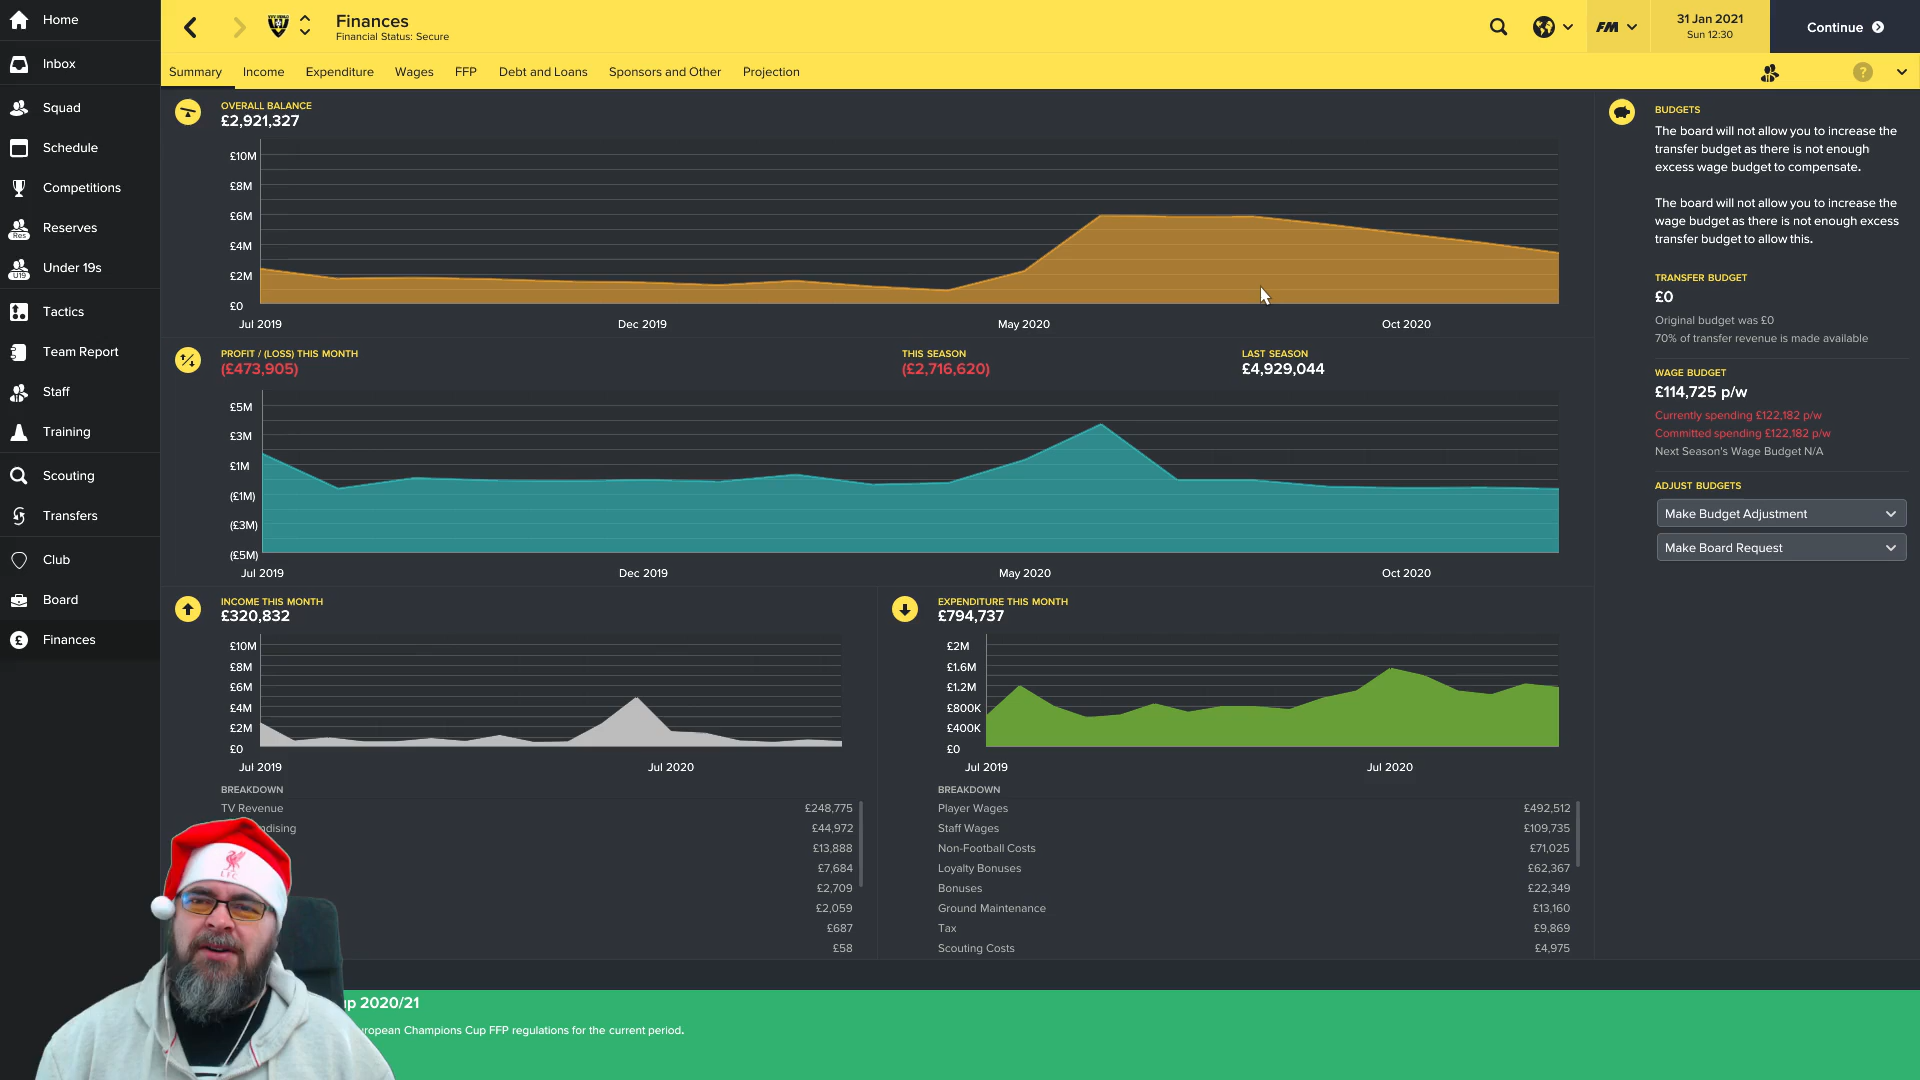 Home
Inbox
Squad
Schedule
Competitions
Reserves
Under 19s
Tactics
Team Report
Staff
Training
Scouting
Transfers
Club
Board
Finances
Finances
Financial Status: Secure
FM
31 Jan 2021
Sun 12:30
Continue
Summary
Income
Expenditure
Wages
FFP
Debt and Loans
Sponsors and Other
Projection
?
OVERALL BALANCE
£2,921,327
£10M
£8M
£6M
£4M
£2M
£0
Jul 2019
Dec 2019
May 2020
Oct 2020
PROFIT / (LOSS) THIS MONTH
(£473,905)
THIS SEASON
(£2,716,620)
LAST SEASON
£4,929,044
£5M
£3M
£1M
(£1M)
(£3M)
(£5M)
Jul 2019
Dec 2019
May 2020
Oct 2020
INCOME THIS MONTH
£320,832
£10M
£8M
£6M
£4M
£2M
£0
Jul 2019
Jul 2020
BREAKDOWN
TV Revenue £248,775
ndising £44,972
£13,888
£7,684
£2,709
£2,059
£687
£58
EXPENDITURE THIS MONTH
£794,737
£2M
£1.6M
£1.2M
£800K
£400K
£0
Jul 2019
Jul 2020
BREAKDOWN
Player Wages £492,512
Staff Wages £109,735
Non-Football Costs £71,025
Loyalty Bonuses £62,367
Bonuses £22,349
Ground Maintenance £13,160
Tax £9,869
Scouting Costs £4,975
BUDGETS
The board will not allow you to increase the
transfer budget as there is not enough
excess wage budget to compensate.
The board will not allow you to increase the
wage budget as there is not enough excess
transfer budget to allow this.
TRANSFER BUDGET
£0
Original budget was £0
70% of transfer revenue is made available
WAGE BUDGET
£114,725 p/w
Currently spending £122,182 p/w
Committed spending £122,182 p/w
Next Season's Wage Budget N/A
ADJUST BUDGETS
Make Budget Adjustment
Make Board Request
up 2020/21
uropean Champions Cup FFP regulations for the current period.
L.F.C.